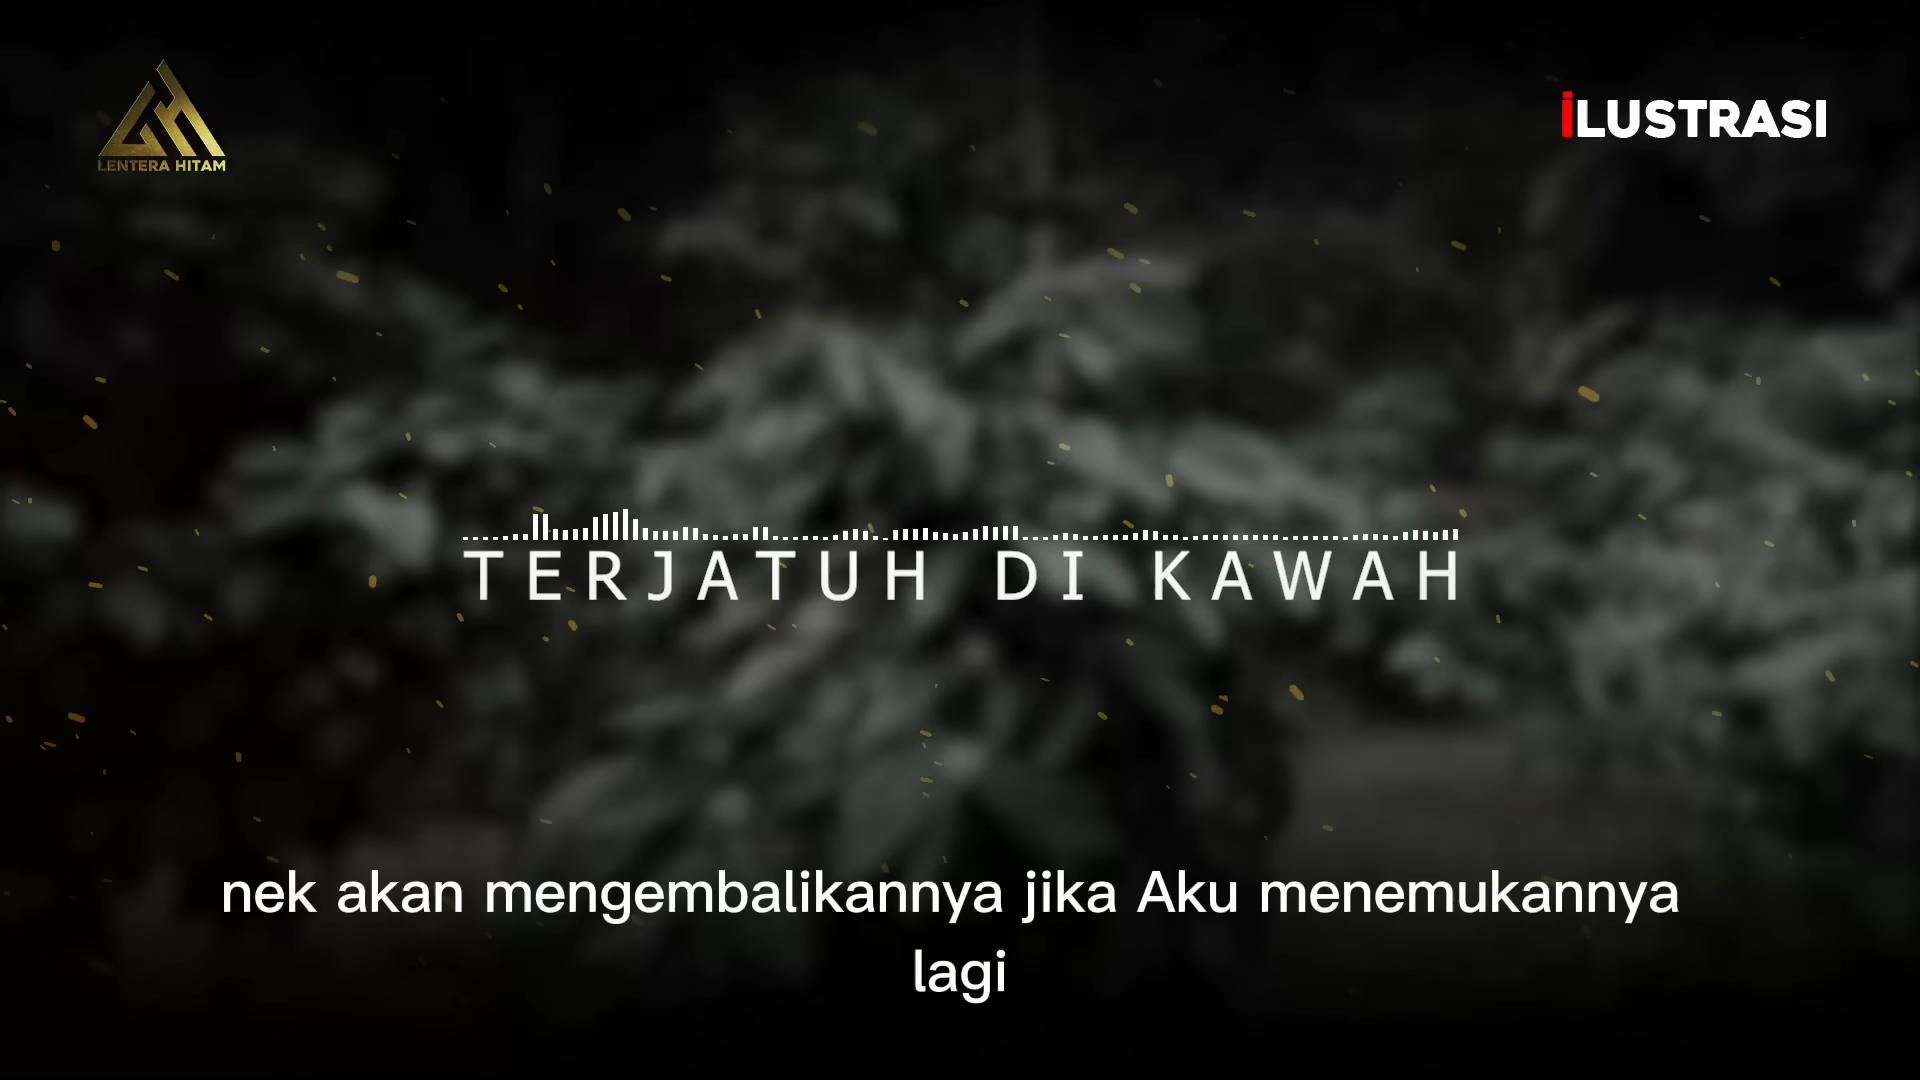 LENTERA HITAM
iLUSTRASI
TERJATUH DI KAWAH
nek akan mengembalikannya jika Aku menemukannya
lagi